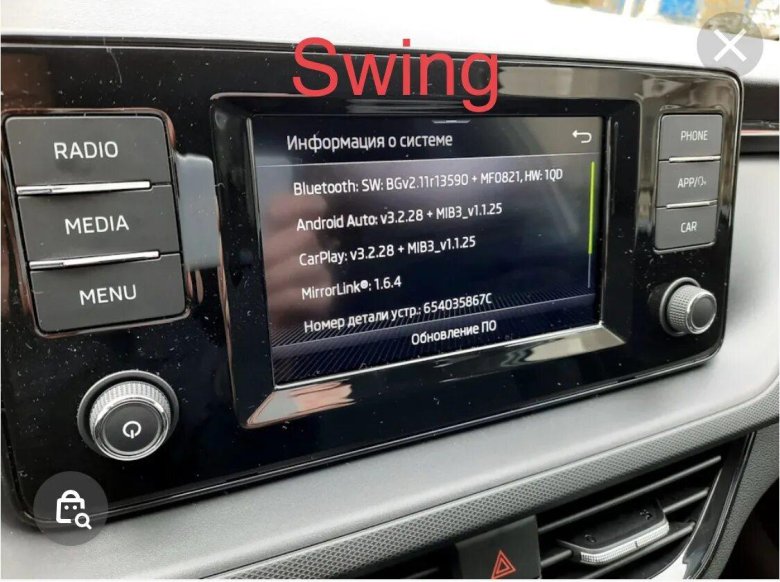 Swing
Информация о системе
RADIO
MEDIA
MENU
Bluetooth: SW: BGv2.11r13590 + MF0821, HW: 1QD
Android Auto: v3.2.28 + MIB3_v1.1.25
CarPlay: v3.2.28 + MIB3_v1.1.25
MirrorLink®: 1.6.4
Номер детали устр.: 654035867C
Обновление ПО
PHONE
APP/
CAR